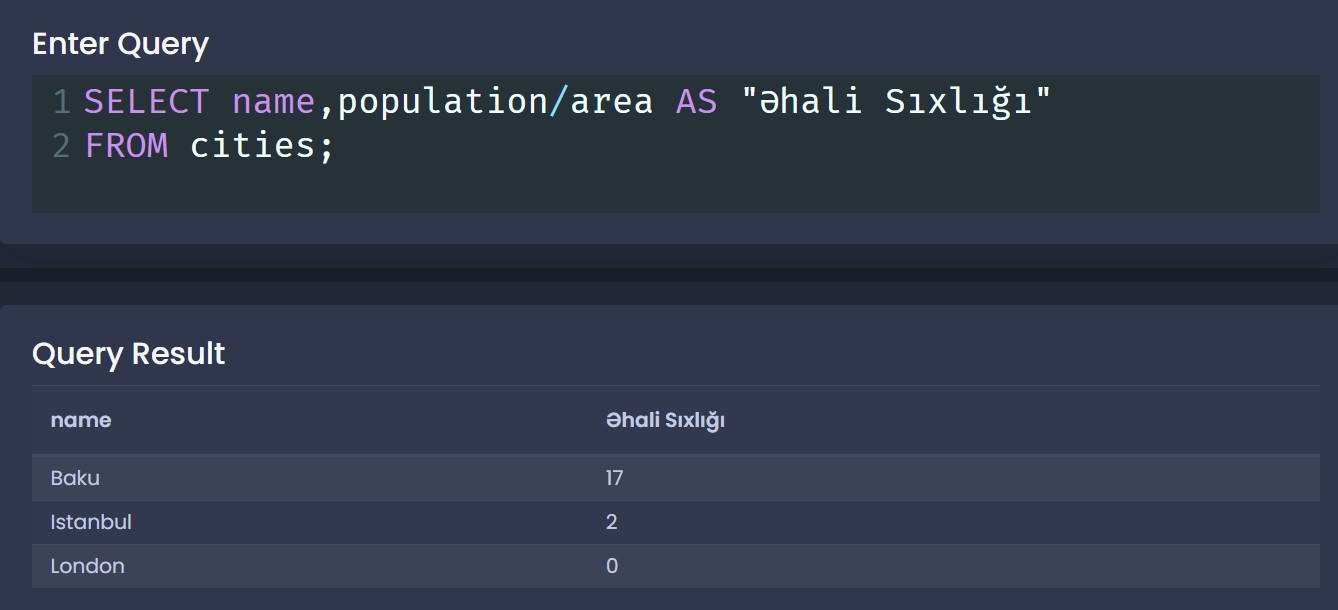 Enter Query
1 SELECT name,population/area AS "Əhali Sıxlığı"
2 FROM cities;
Query Result
name Əhali Sıxlığı
Baku 17
Istanbul 2
London 0